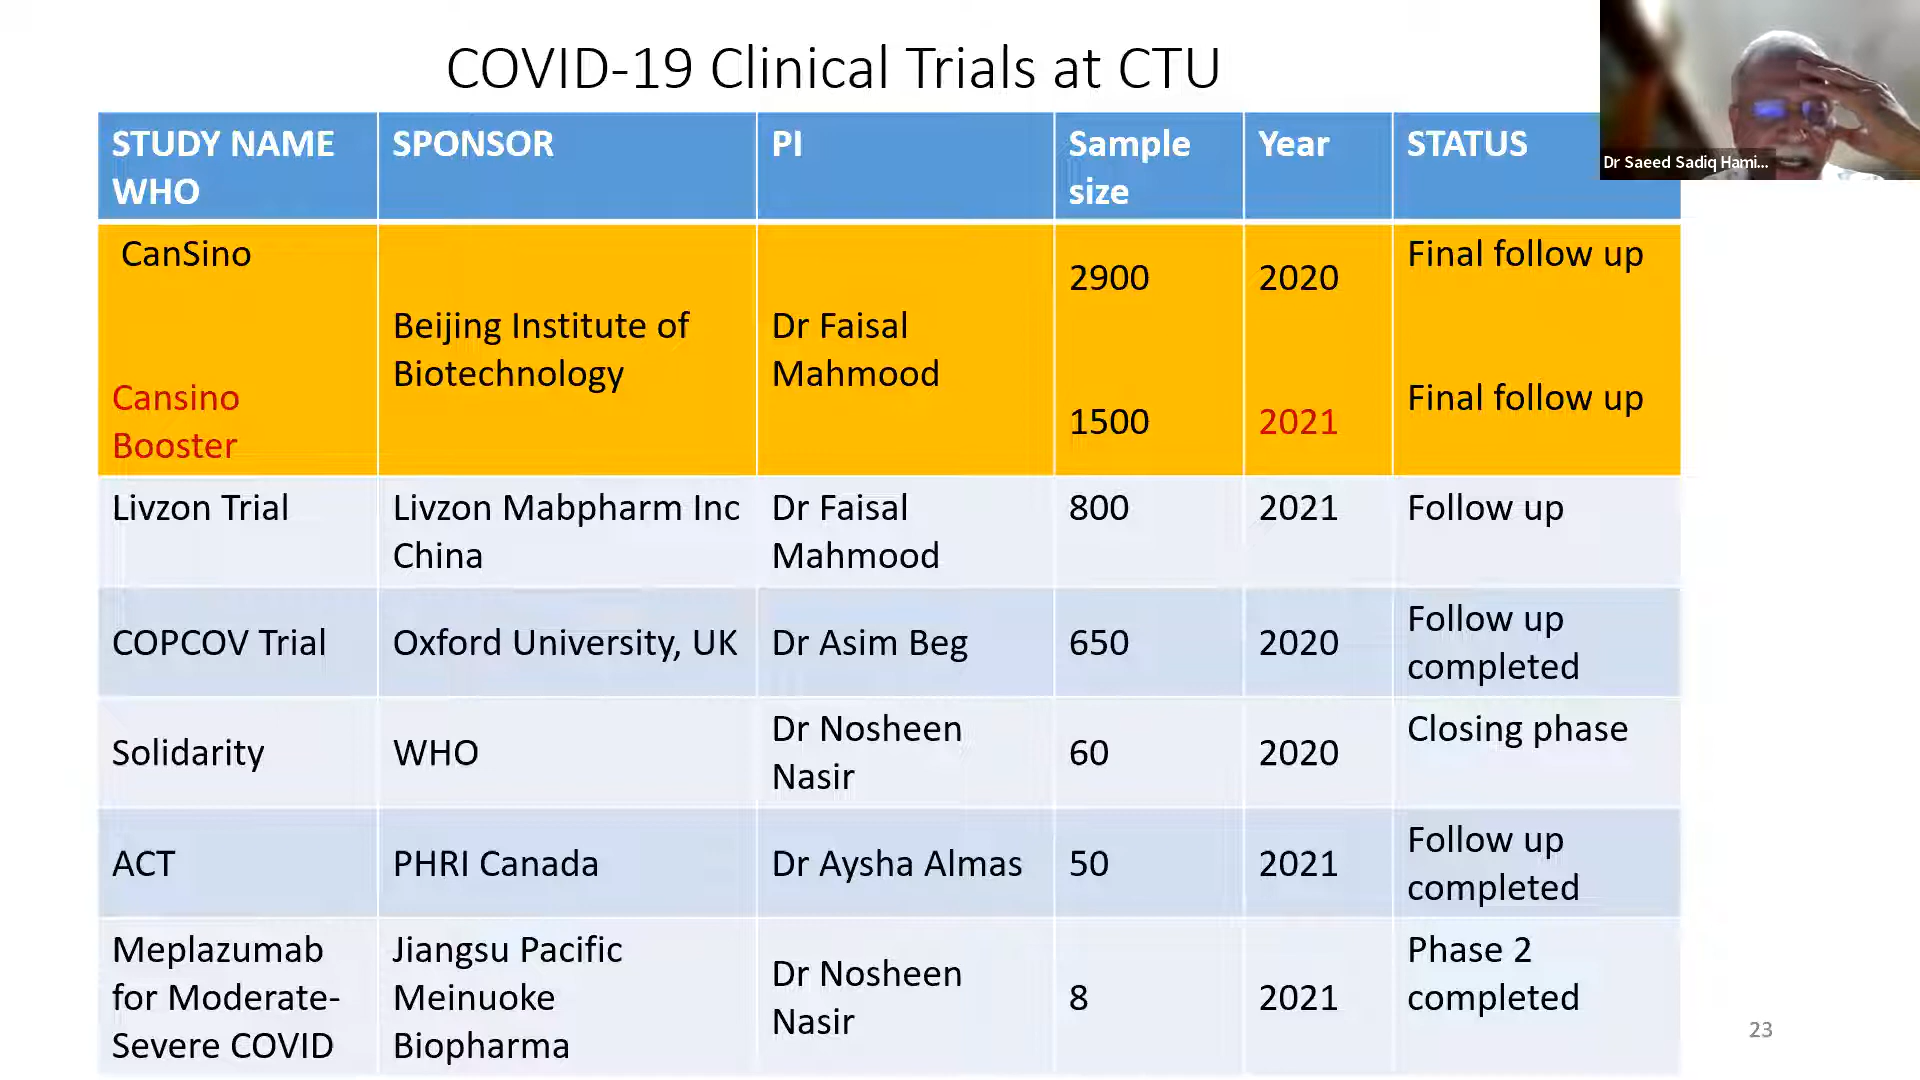 COVID-19 Clinical Trials at CTU
Dr Saeed Sadiq Hami...
STUDY NAME
WHO
SPONSOR
PI
Sample
size
Year
STATUS
CanSino
Cansino
Booster
Beijing Institute of
Biotechnology
Dr Faisal
Mahmood
2900
1500
2020
2021
Final follow up
Final follow up
Livzon Trial
Livzon Mabpharm Inc
China
Dr Faisal
Mahmood
800
2021
Follow up
COPCOV Trial
Oxford University, UK
Dr Asim Beg
650
2020
Follow up
completed
Solidarity
WHO
Dr Nosheen
Nasir
60
2020
Closing phase
ACT
PHRI Canada
Dr Aysha Almas
50
2021
Follow up
completed
Meplazumab
for Moderate-
Severe COVID
Jiangsu Pacific
Meinuoke
Biopharma
Dr Nosheen
Nasir
8
2021
Phase 2
completed
23